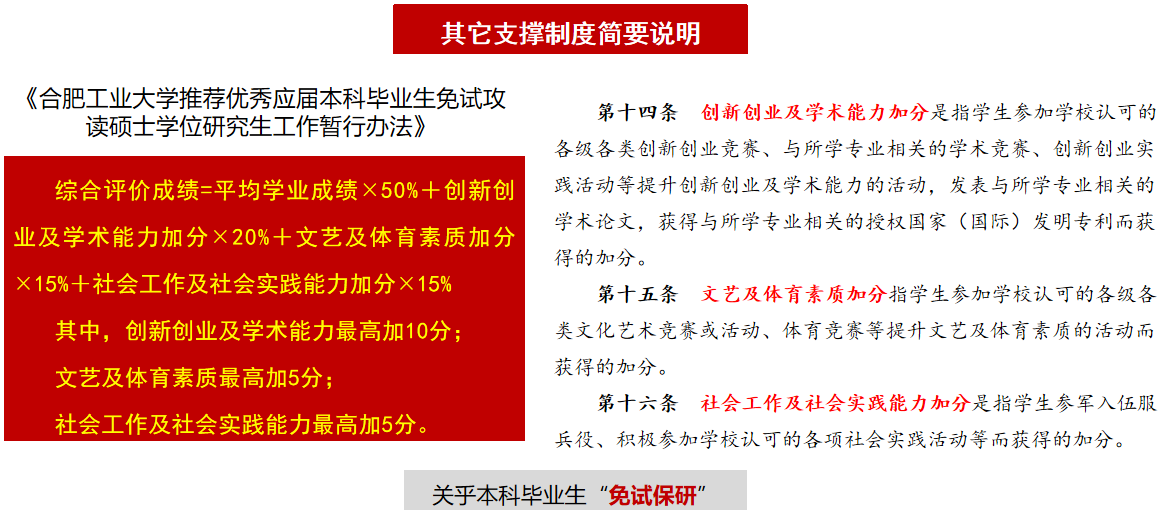 其它支撑制度简要说明
《合肥工业大学推荐优秀应届本科毕业生免试攻
读硕士学位研究生工作暂行办法》
综合评价成绩=平均学业成绩×50%＋创新创
业及学术能力加分×20%＋文艺及体育素质加分
×15%＋社会工作及社会实践能力加分×15%
其中，创新创业及学术能力最高加10分；
文艺及体育素质最高加5分；
社会工作及社会实践能力最高加5分。
第十四条 创新创业及学术能力加分是指学生参加学校认可的
各级各类创新创业竞赛、与所学专业相关的学术竞赛、创新创业实
践活动等提升创新创业及学术能力的活动，发表与所学专业相关的
学术论文，获得与所学专业相关的授权国家（国际）发明专利而获
得的加分。
第十五条 文艺及体育素质加分指学生参加学校认可的各级各
类文化艺术竞赛或活动、体育竞赛等提升文艺及体育素质的活动而
获得的加分。
第十六条 社会工作及社会实践能力加分是指学生参军入伍服
兵役、积极参加学校认可的各项社会实践活动等而获得的加分。
关乎本科毕业生“免试保研”